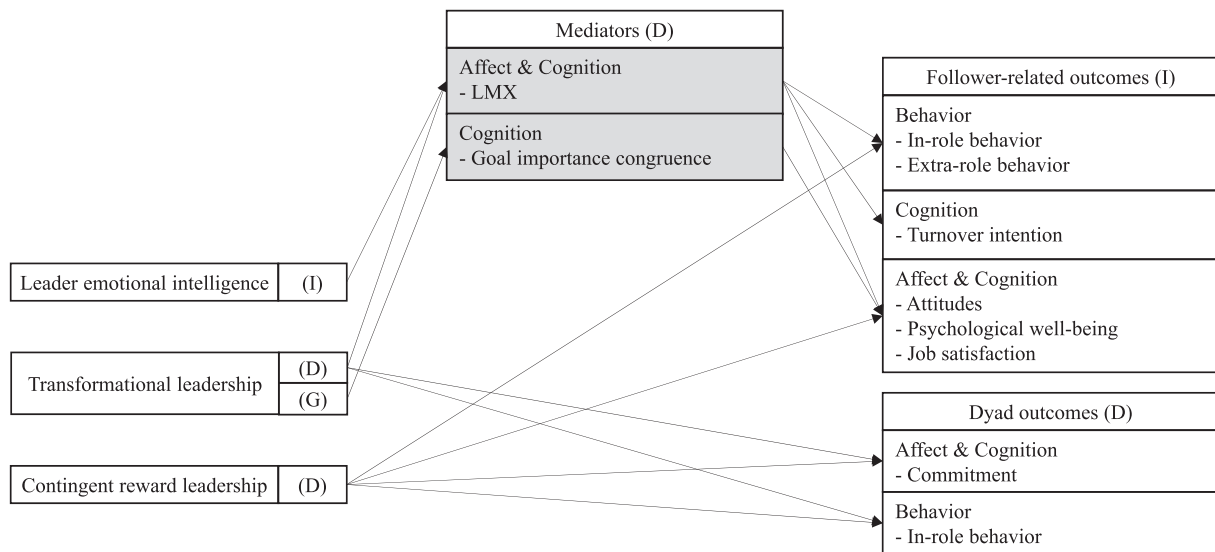 Mediators (D)
Affect & Cognition
- LMX
Cognition
- Goal importance congruence
Leader emotional intelligence (I)
Transformational leadership (D)
(G)
Contingent reward leadership (D)
Follower-related outcomes (I)
Behavior
- In-role behavior
- Extra-role behavior
Cognition
- Turnover intention
Affect & Cognition
- Attitudes
- Psychological well-being
- Job satisfaction
Dyad outcomes (D)
Affect & Cognition
- Commitment
Behavior
- In-role behavior